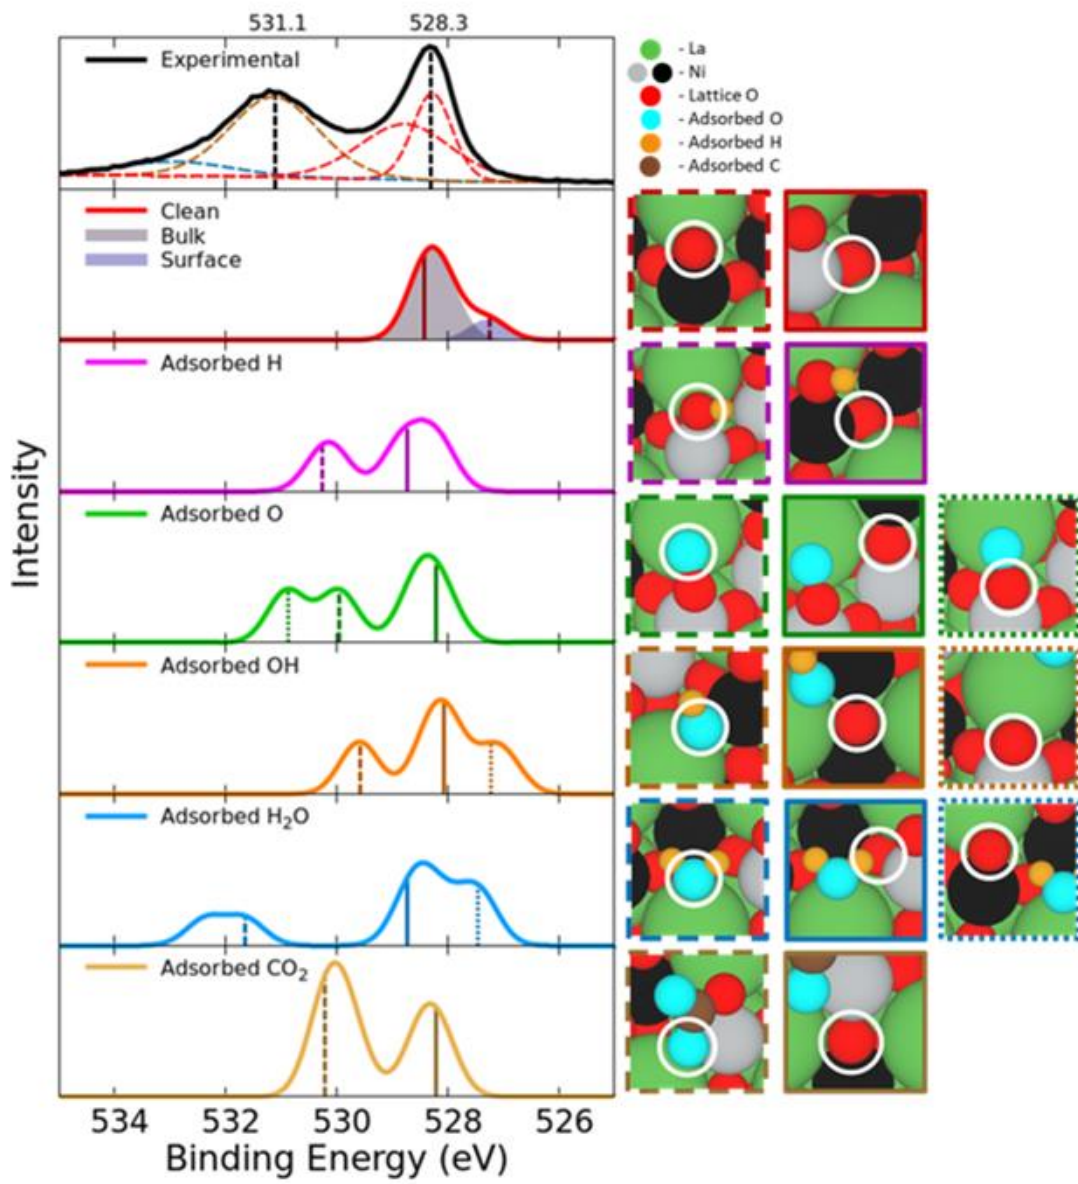 531.1 528.3
Experimental
Clean
Bulk
Surface
Adsorbed H
Adsorbed O
Adsorbed OH
Adsorbed H₂O
Adsorbed CO₂
Intensity
534 532 530 528 526
Binding Energy (eV)
- La
- Ni
- Lattice O
- Adsorbed O
- Adsorbed H
- Adsorbed C